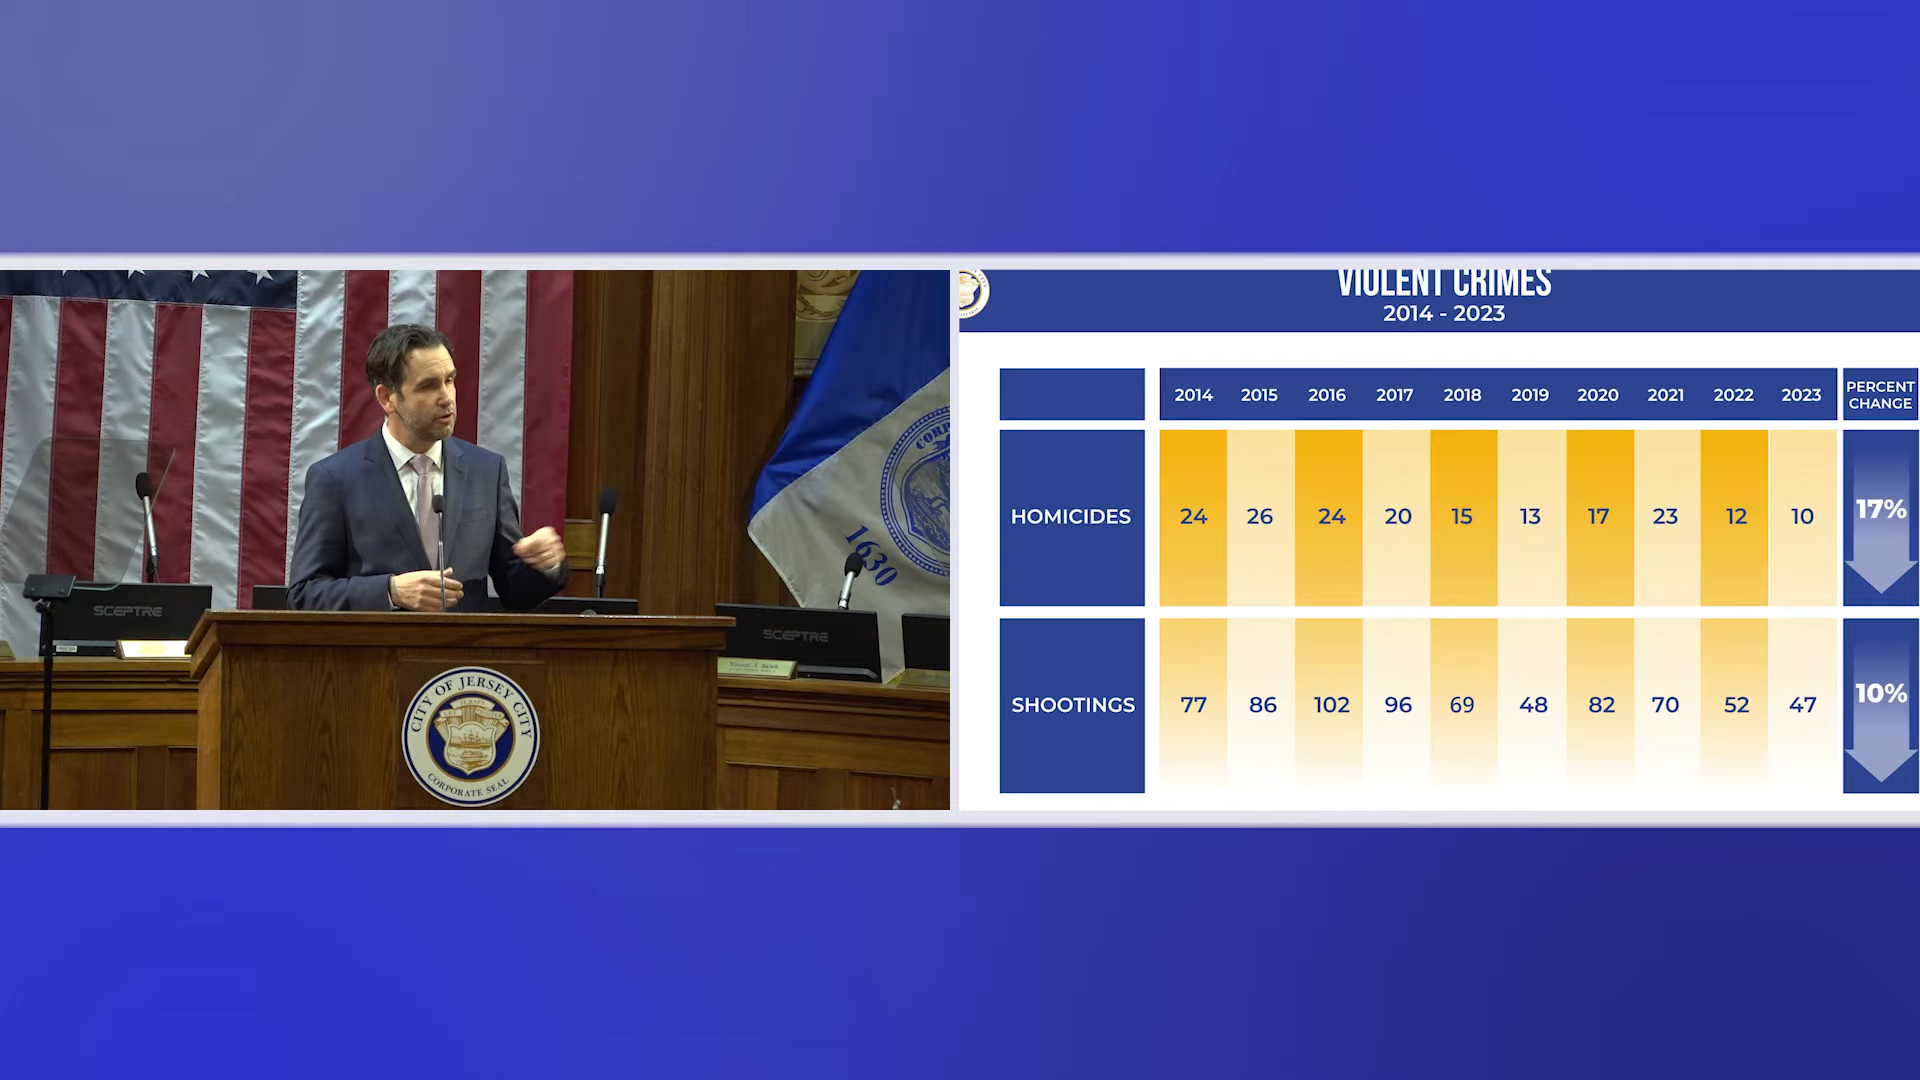 VIOLENT CRIMES
2014 - 2023
2014 2015 2016 2017 2018 2019 2020 2021 2022 2023 PERCENT CHANGE
HOMICIDES 24 26 24 20 15 13 17 23 12 10 17%
SHOOTINGS 77 86 102 96 69 48 82 70 52 47 10%
SCEPTRE
SCEPTRE
1630
CITY OF JERSEY CITY
CORPORATE SEAL